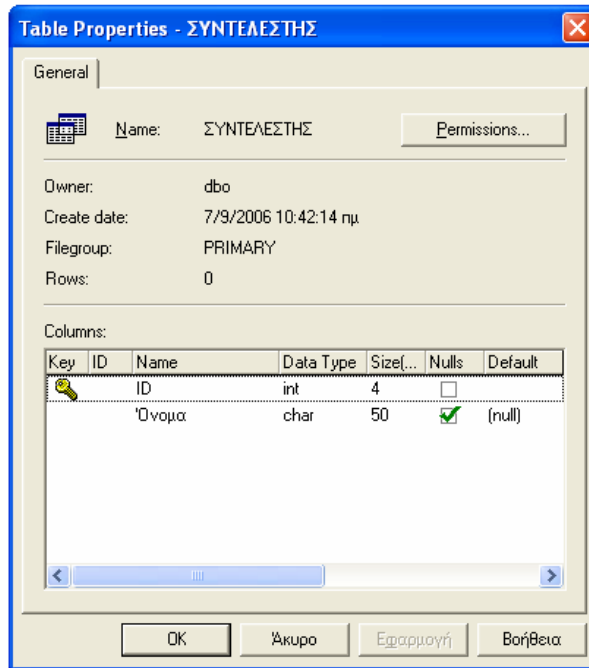 Table Properties - ΣΥΝΤΕΛΕΣΤΗΣ
General
Name: ΣΥΝΤΕΛΕΣΤΗΣ Permissions...
Owner: dbo
Create date: 7/9/2006 10:42:14 πμ
Filegroup: PRIMARY
Rows: 0
Columns:
Key ID Name Data Type Size(... Nulls Default
ID int 4
Όνομα char 50 (null)
OK Άκυρο Εφαρμογή Βοήθεια